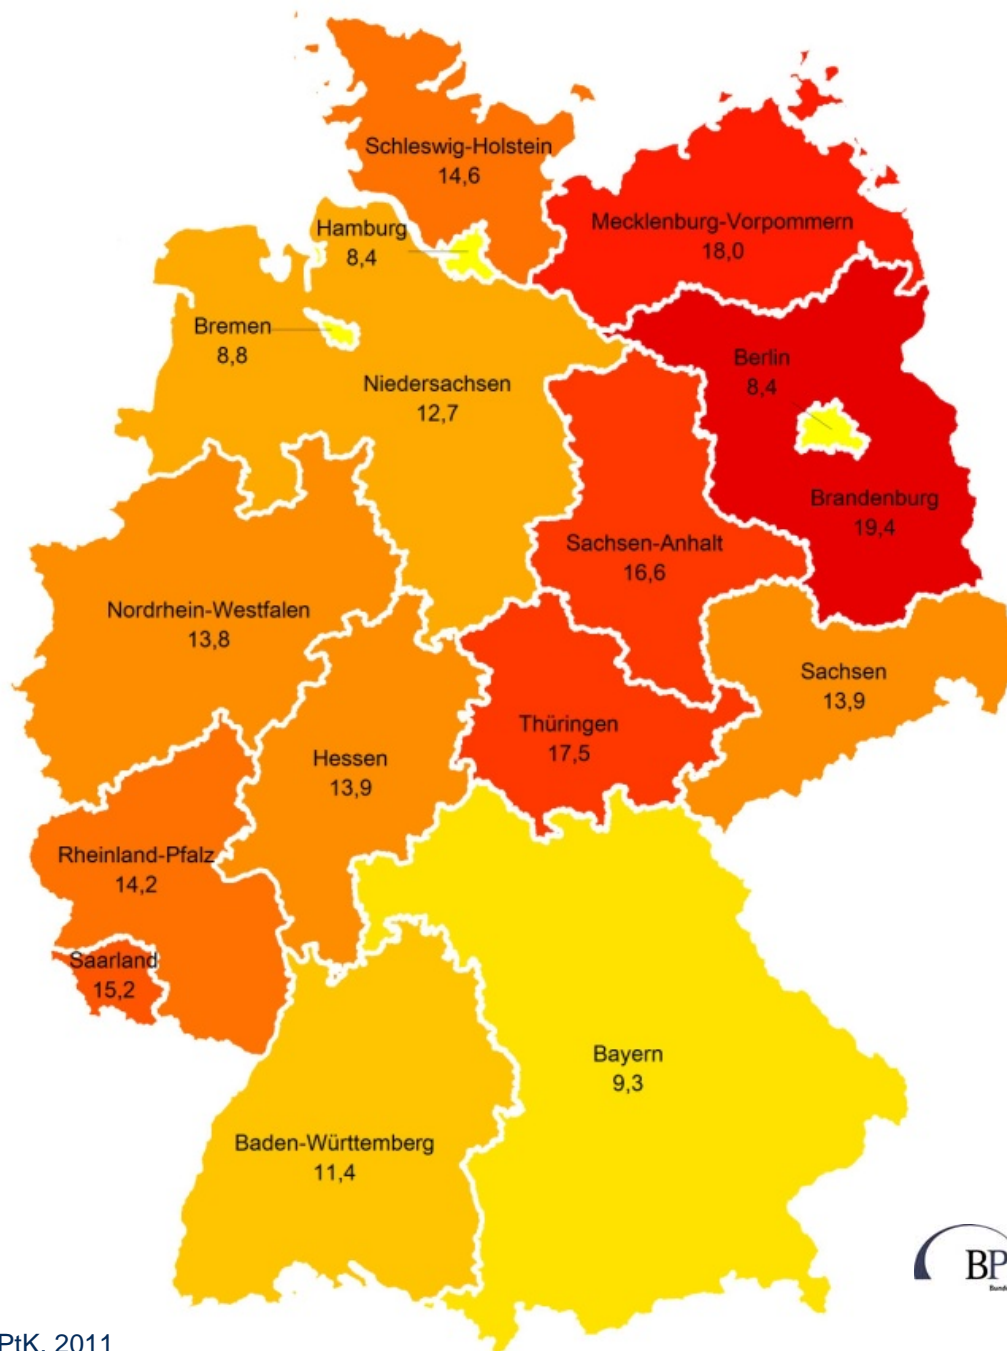 Schleswig-Holstein
14,6
Hamburg
8,4
Mecklenburg-Vorpommern
18,0
Bremen
8,8
Niedersachsen
12,7
Berlin
8,4
Brandenburg
19,4
Sachsen-Anhalt
16,6
Nordrhein-Westfalen
13,8
Sachsen
13,9
Thüringen
17,5
Hessen
13,9
Rheinland-Pfalz
14,2
Saarland
15,2
Bayern
9,3
Baden-Württemberg
11,4
BP
Bunde
PtK, 2011